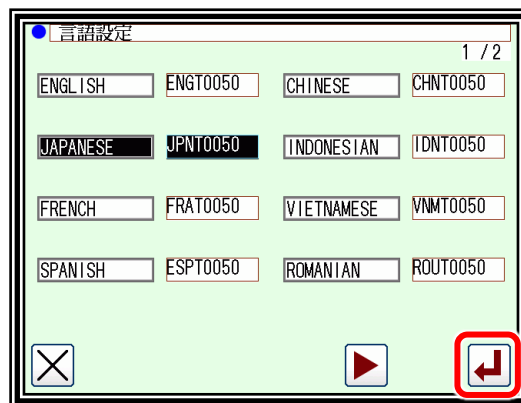 言語設定
1 / 2
ENGLISH ENGT0050 CHINESE CHNT0050
JAPANESE JPNT0050 INDONESIAN IDNT0050
FRENCH FRAT0050 VIETNAMESE VNMT0050
SPANISH ESPT0050 ROMANIAN ROUT0050